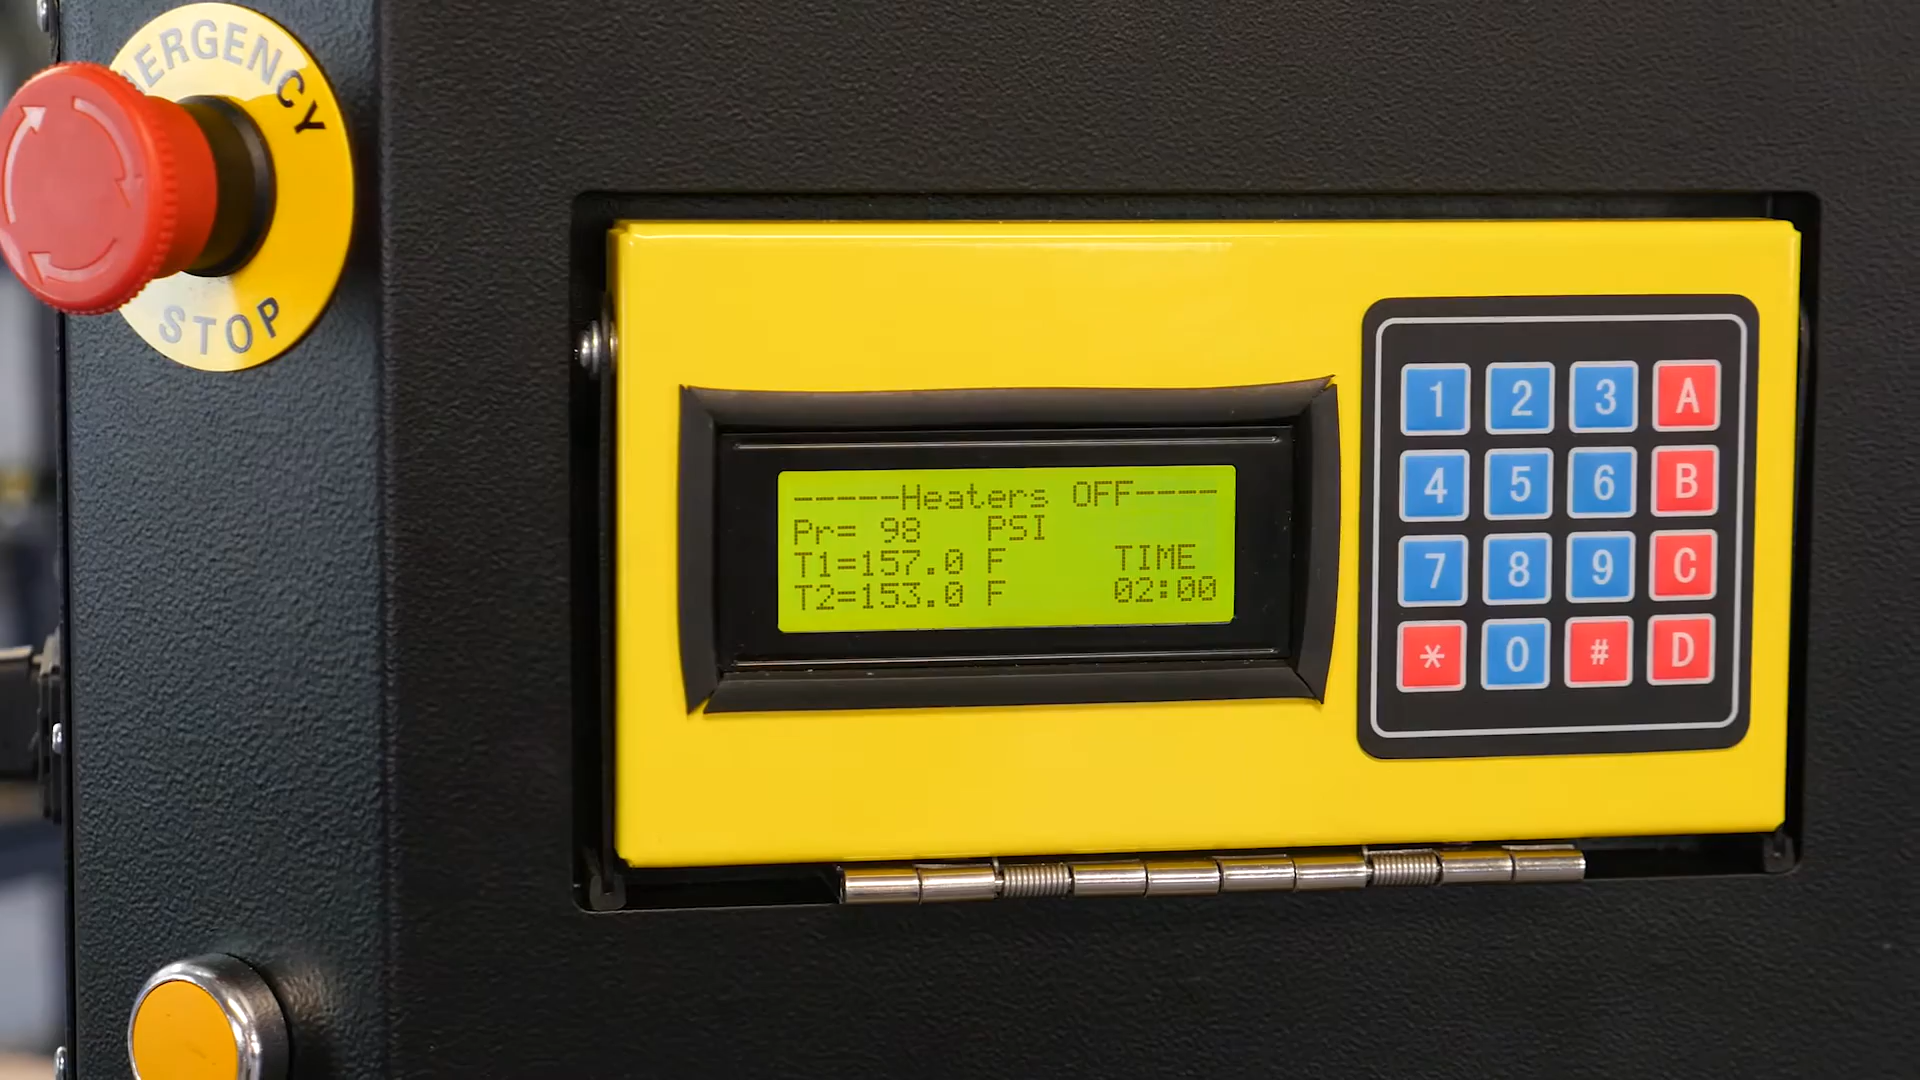 MERGENCY
STOP
-----Heaters OFF----
Pr= 98 PSI
T1=157.0 F TIME
T2=153.0 F 02:00
1 2 3 A
4 5 6 B
7 8 9 C
* 0 # D